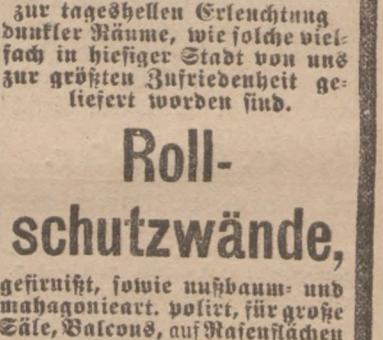 zur tageshellen Erleuchtung
dunkler Räume, wie solche viel-
fach in hiesiger Stadt von uns
zur größten Zufriedenheit ge-
liefert worden sind.
Roll-
schutzwände,
gefirnißt, sowie nußbaum- und
mahagonieart. polirt, für große
Säle, Balcons, auf Rasenflächen